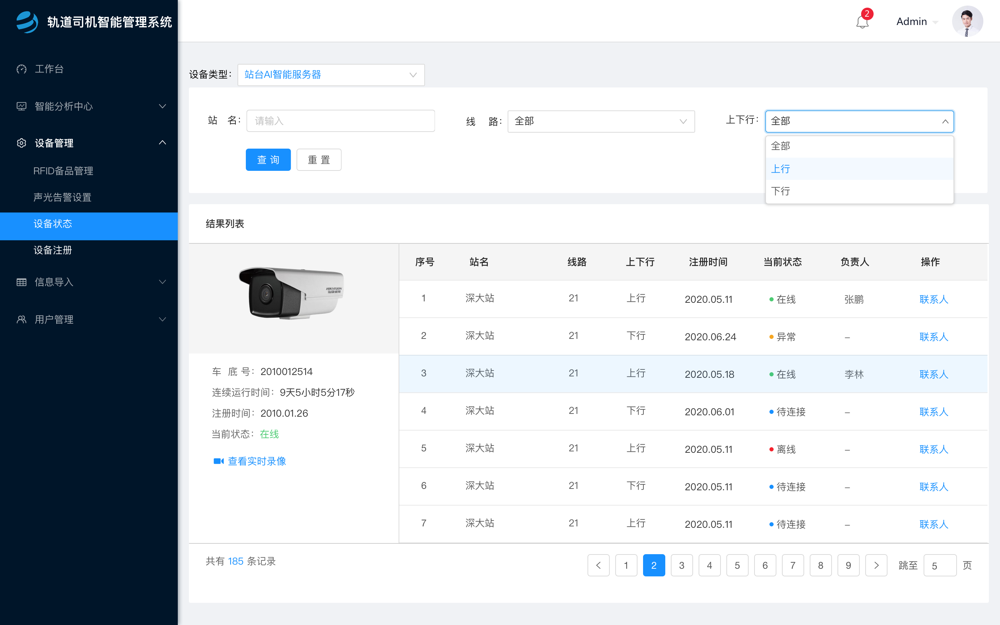 轨道司机智能管理系统
2
Admin
工作台
智能分析中心
设备管理
RFID备品管理
声光告警设置
设备状态
设备注册
信息导入
用户管理
设备类型： 站台AI智能服务器
站 名： 请输入 线 路： 全部 上下行： 全部
全部
上行
下行
查 询 重 置
结果列表
HIKVISION
海康威视
车 底 号： 2010012514
连续运行时间： 9天5小时5分17秒
注册时间： 2010.01.26
当前状态： 在线
查看实时录像
序号 站名 线路 上下行 注册时间 当前状态 负责人 操作
1 深大站 21 上行 2020.05.11 在线 张鹏 联系人
2 深大站 21 下行 2020.06.24 异常 – 联系人
3 深大站 21 上行 2020.05.18 在线 李林 联系人
4 深大站 21 下行 2020.06.01 待连接 – 联系人
5 深大站 21 上行 2020.05.11 离线 – 联系人
6 深大站 21 下行 2020.05.11 待连接 – 联系人
7 深大站 21 上行 2020.05.11 待连接 – 联系人
共有 185 条记录
1 2 3 4 5 6 7 8 9 跳至 5 页